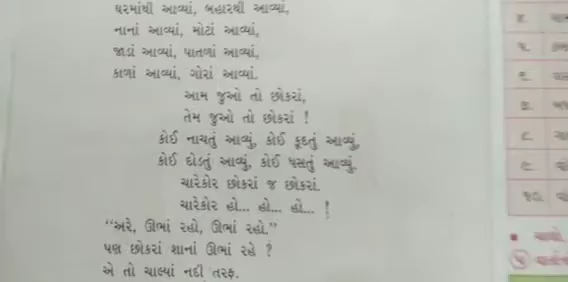 ઘરમાંથી આવ્યાં, બહારથી આવ્યાં,
નાનાં આવ્યાં, મોટાં આવ્યાં,
જાડાં આવ્યાં, પાતળાં આવ્યાં,
કાળાં આવ્યાં, ગોરાં આવ્યાં.
આમ જુઓ તો છોકરાં,
તેમ જુઓ તો છોકરાં !
કોઈ નાચતું આવ્યું, કોઈ કૂદતું આવ્યું,
કોઈ દોડતું આવ્યું, કોઈ ધસતું આવ્યું.
ચારેકોર છોકરાં જ છોકરાં.
ચારેકોર હો... હો... હો... !
“અરે, ઊભાં રહો, ઊભાં રહો.”
પણ છોકરાં શાનાં ઊભાં રહે ?
એ તો ચાલ્યાં નદી તરફ.